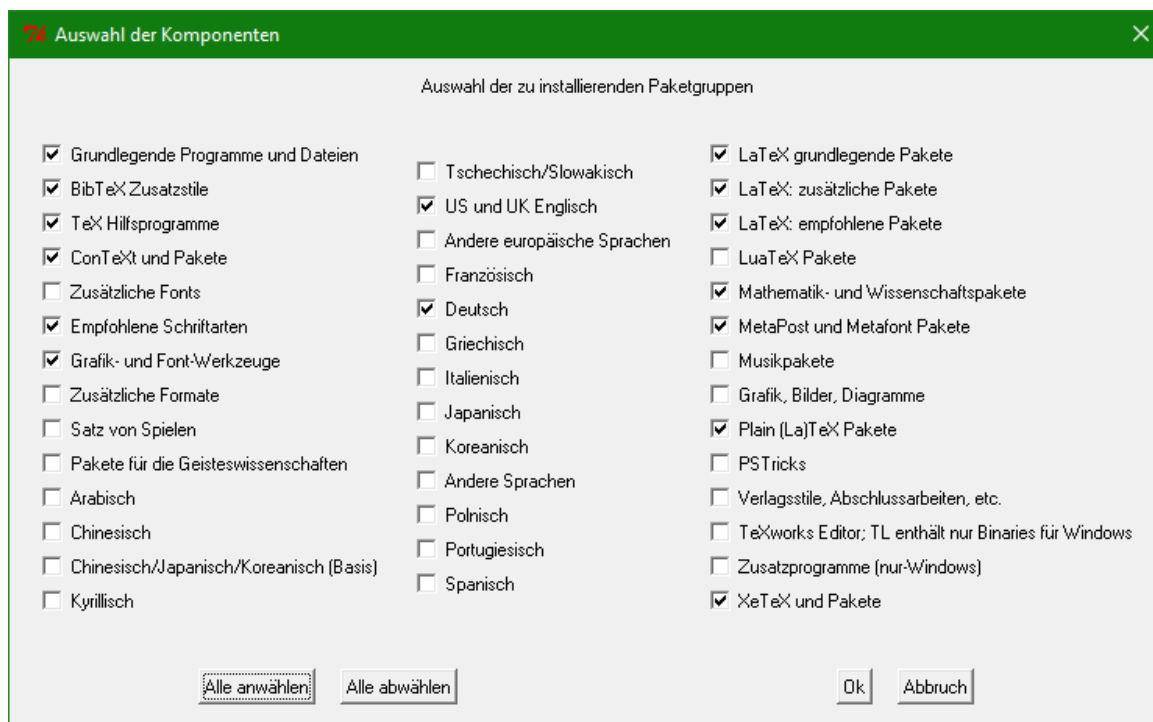 Auswahl der Komponenten
Auswahl der zu installierenden Paketgruppen
Grundlegende Programme und Dateien
BibTeX Zusatzstile
TeX Hilfsprogramme
ConTeXt und Pakete
Zusätzliche Fonts
Empfohlene Schriftarten
Grafik- und Font-Werkzeuge
Zusätzliche Formate
Satz von Spielen
Pakete für die Geisteswissenschaften
Arabisch
Chinesisch
Chinesisch/Japanisch/Koreanisch (Basis)
Kyrillisch
Tschechisch/Slowakisch
US und UK Englisch
Andere europäische Sprachen
Französisch
Deutsch
Griechisch
Italienisch
Japanisch
Koreanisch
Andere Sprachen
Polnisch
Portugiesisch
Spanisch
LaTeX grundlegende Pakete
LaTeX: zusätzliche Pakete
LaTeX: empfohlene Pakete
LuaTeX Pakete
Mathematik- und Wissenschaftspakete
MetaPost und Metafont Pakete
Musikpakete
Grafik, Bilder, Diagramme
Plain (La)TeX Pakete
PSTricks
Verlagsstile, Abschlussarbeiten, etc.
TeXworks Editor; TL enthält nur Binaries für Windows
Zusatzprogramme (nur-Windows)
XeTeX und Pakete
Alle anwählen
Alle abwählen
Ok
Abbruch